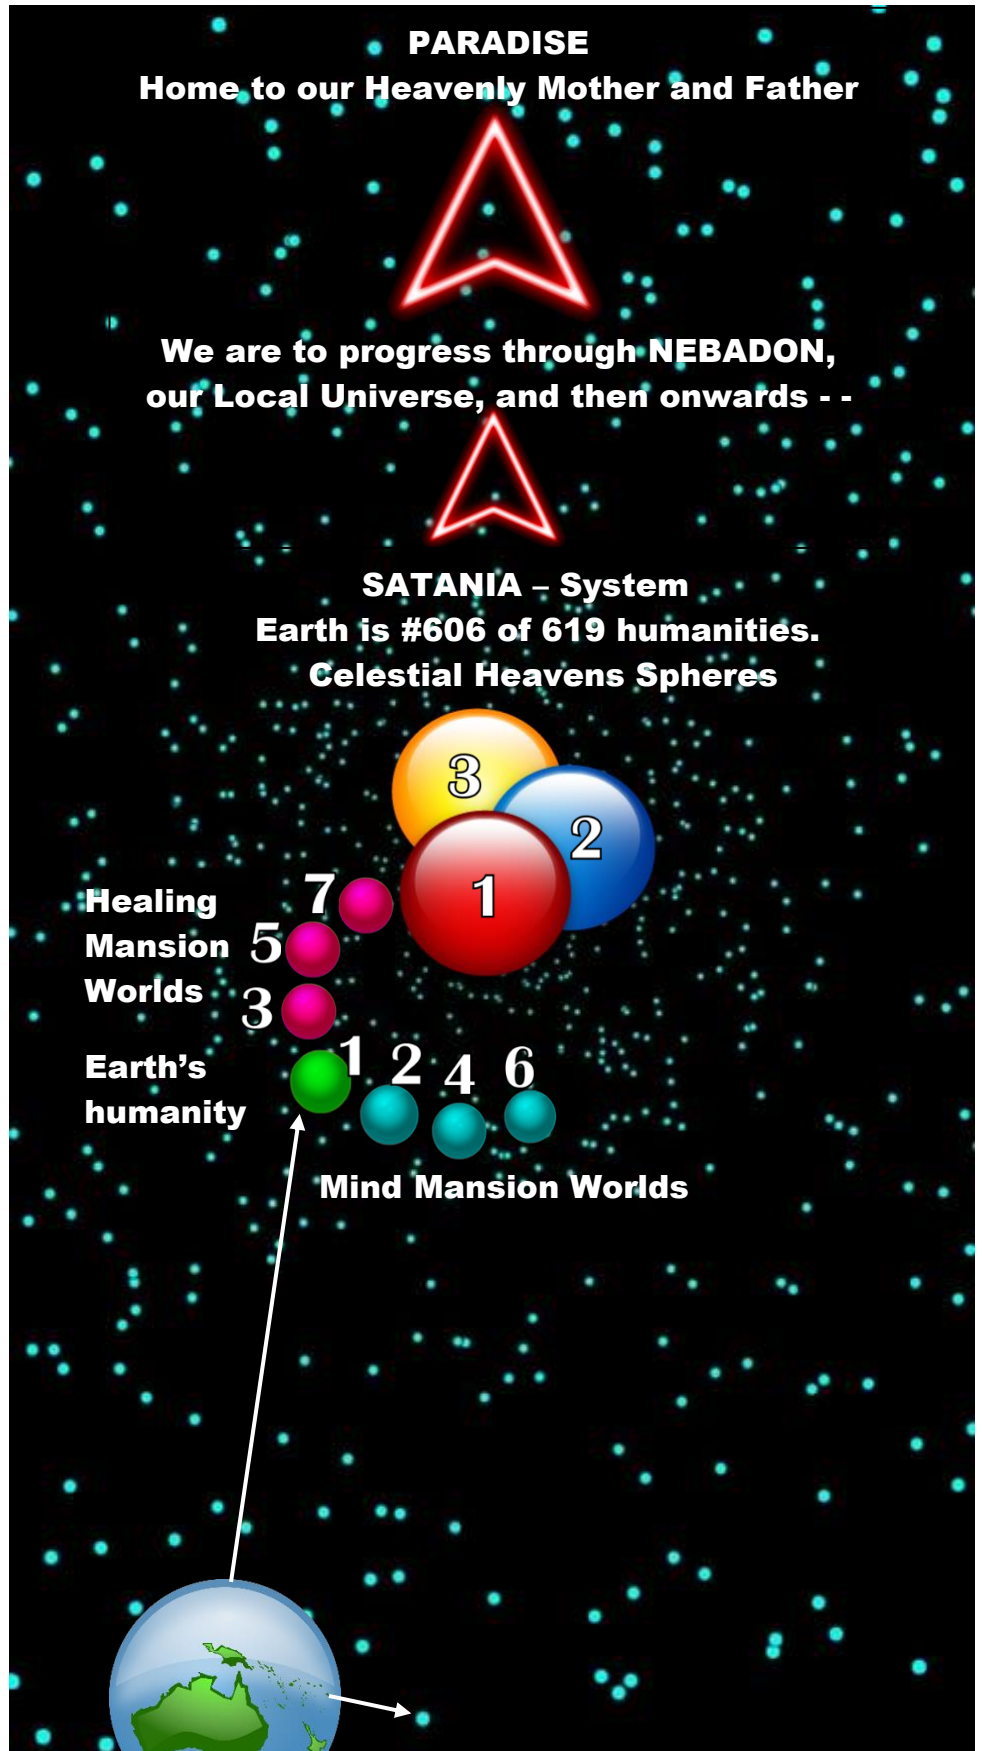 PARADISE
Home to our Heavenly Mother and Father
We are to progress through NEBADON,
our Local Universe, and then onwards - -
SATANIA – System
Earth is #606 of 619 humanities.
Celestial Heavens Spheres
3
2
1
Healing
Mansion
Worlds
7
5
3
Earth's
humanity
1
2
4
6
Mind Mansion Worlds